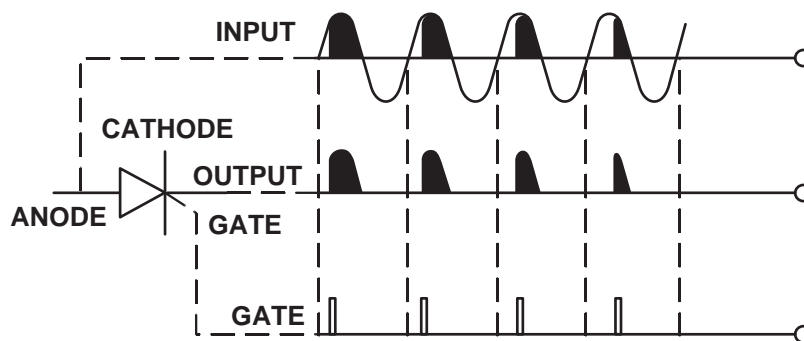 INPUT
CATHODE
OUTPUT
ANODE
GATE
GATE